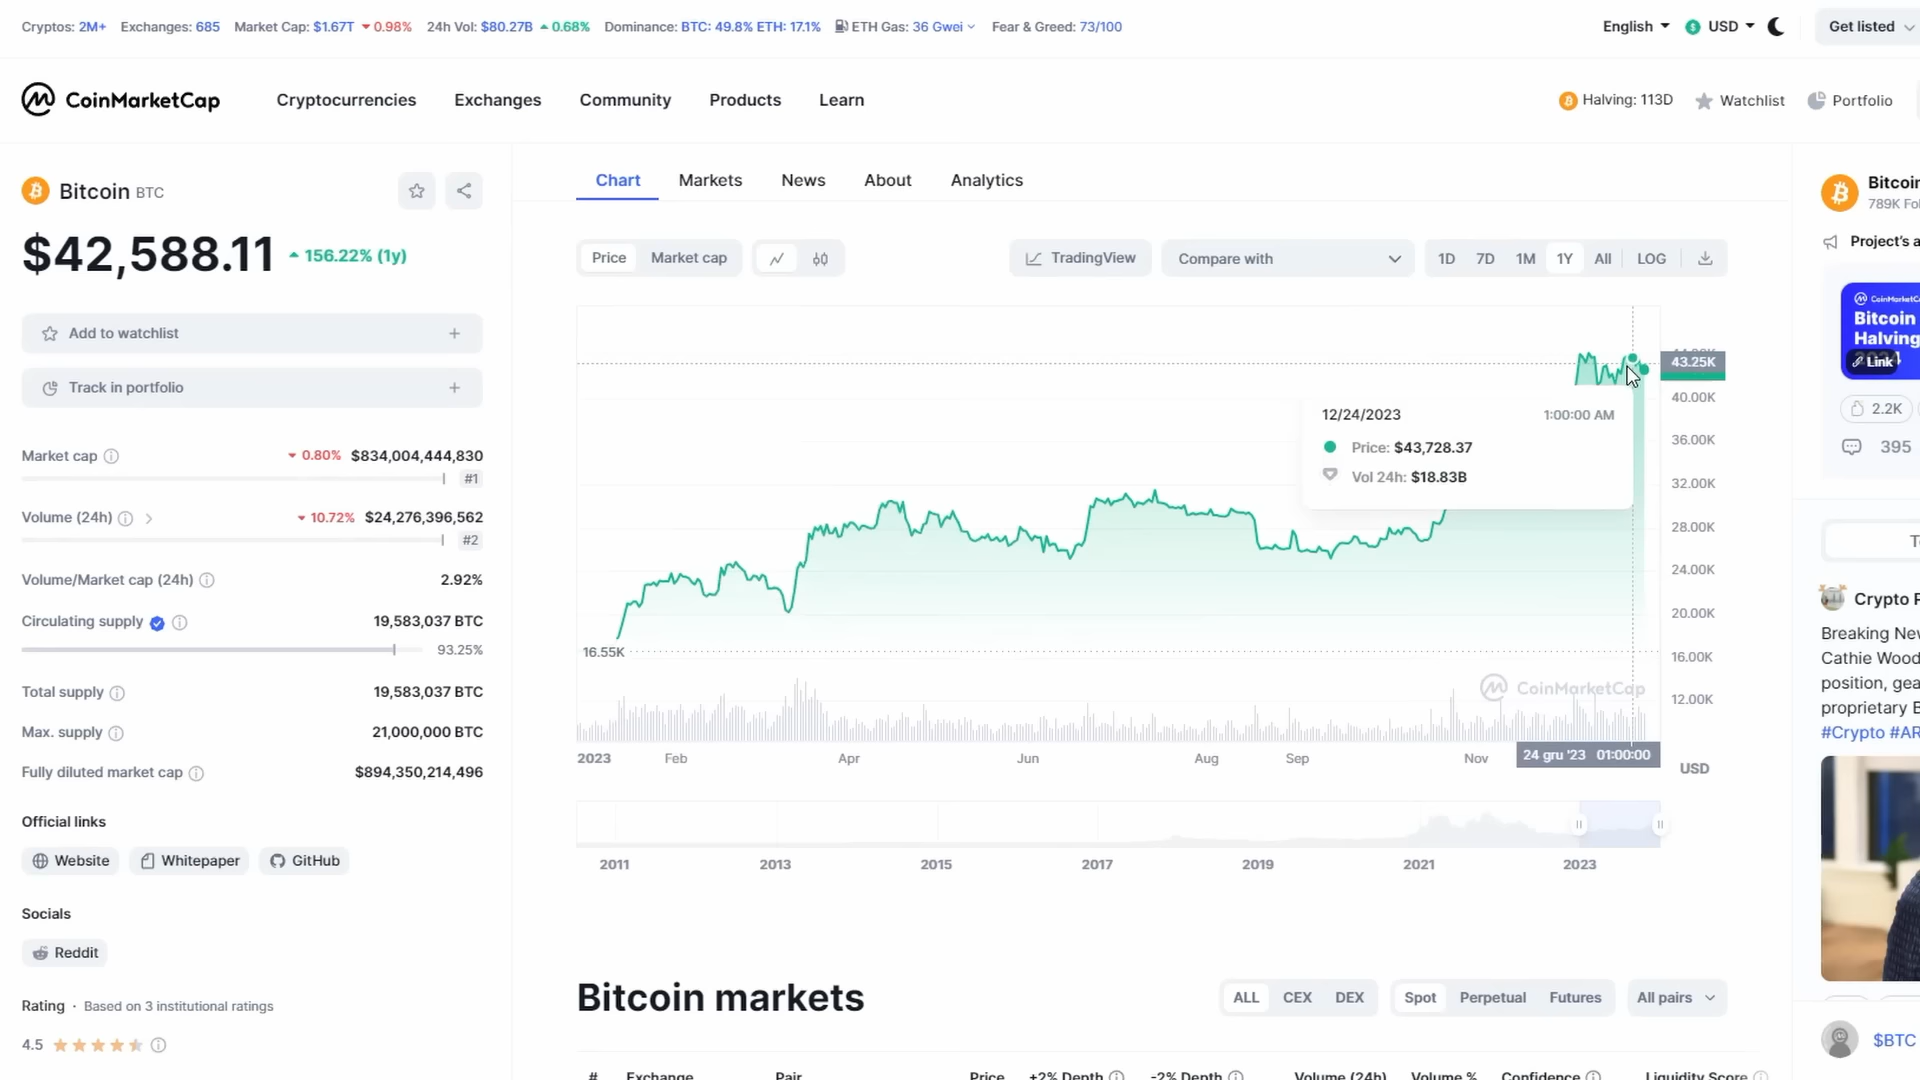 Cryptos: 2M+ Exchanges: 685 Market Cap: $1.67T 0.98% 24h Vol: $80.27B 0.68% Dominance: BTC: 49.8% ETH: 17.1% ETH Gas: 36 Gwei Fear & Greed: 73/100
English USD Get listed
CoinMarketCap Cryptocurrencies Exchanges Community Products Learn
Halving: 113D Watchlist Portfolio
Bitcoin BTC
$42,588.11 156.22% (1y)
Add to watchlist +
Track in portfolio +
Market cap 0.80% $834,004,444,830
#1
Volume (24h) 10.72% $24,276,396,562
#2
Volume/Market cap (24h) 2.92%
Circulating supply 19,583,037 BTC
93.25%
Total supply 19,583,037 BTC
Max. supply 21,000,000 BTC
Fully diluted market cap $894,350,214,496
Official links
Website Whitepaper GitHub
Socials
Reddit
Rating · Based on 3 institutional ratings
4.5
Chart Markets News About Analytics
Price Market cap TradingView Compare with 1D 7D 1M 1Y All LOG
43.25K
40.00K
36.00K
32.00K
28.00K
24.00K
20.00K
16.00K
12.00K
12/24/2023 1:00:00 AM
Price: $43,728.37
Vol 24h: $18.83B
16.55K
CoinMarketCap
2023 Feb Apr Jun Aug Sep Nov 24 gru '23 01:00:00
USD
2011 2013 2015 2017 2019 2021 2023
Bitcoin markets ALL CEX DEX Spot Perpetual Futures All pairs
# Exchange Pair Price +2% Depth -2% Depth Volume (24h) Volume % Confidence Liquidity Score
Bitcoin
789K
Project's
Bitcoin
Halving
Link
2.2K
395
Crypto
Breaking
Cathie Wood
position,
proprietary
#Crypto
$BTC